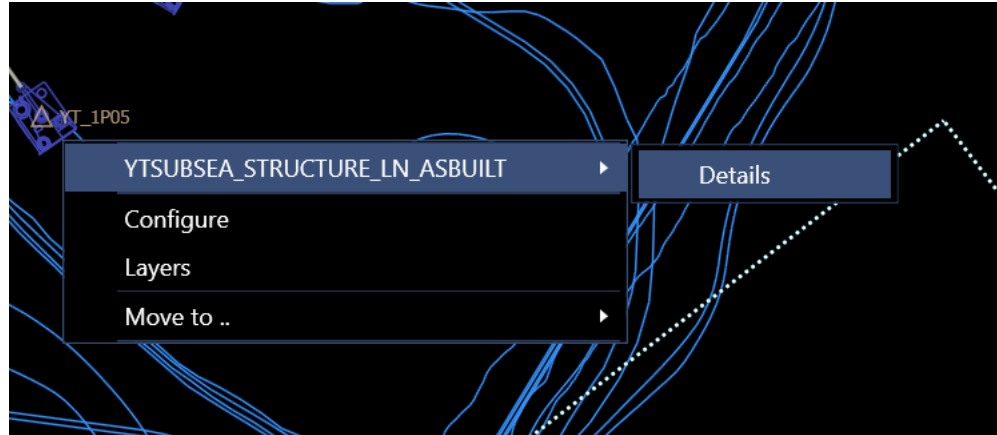 YT_1P05
YTSUBSEA_STRUCTURE_LN_ASBUILT
Details
Configure
Layers
Move to ..